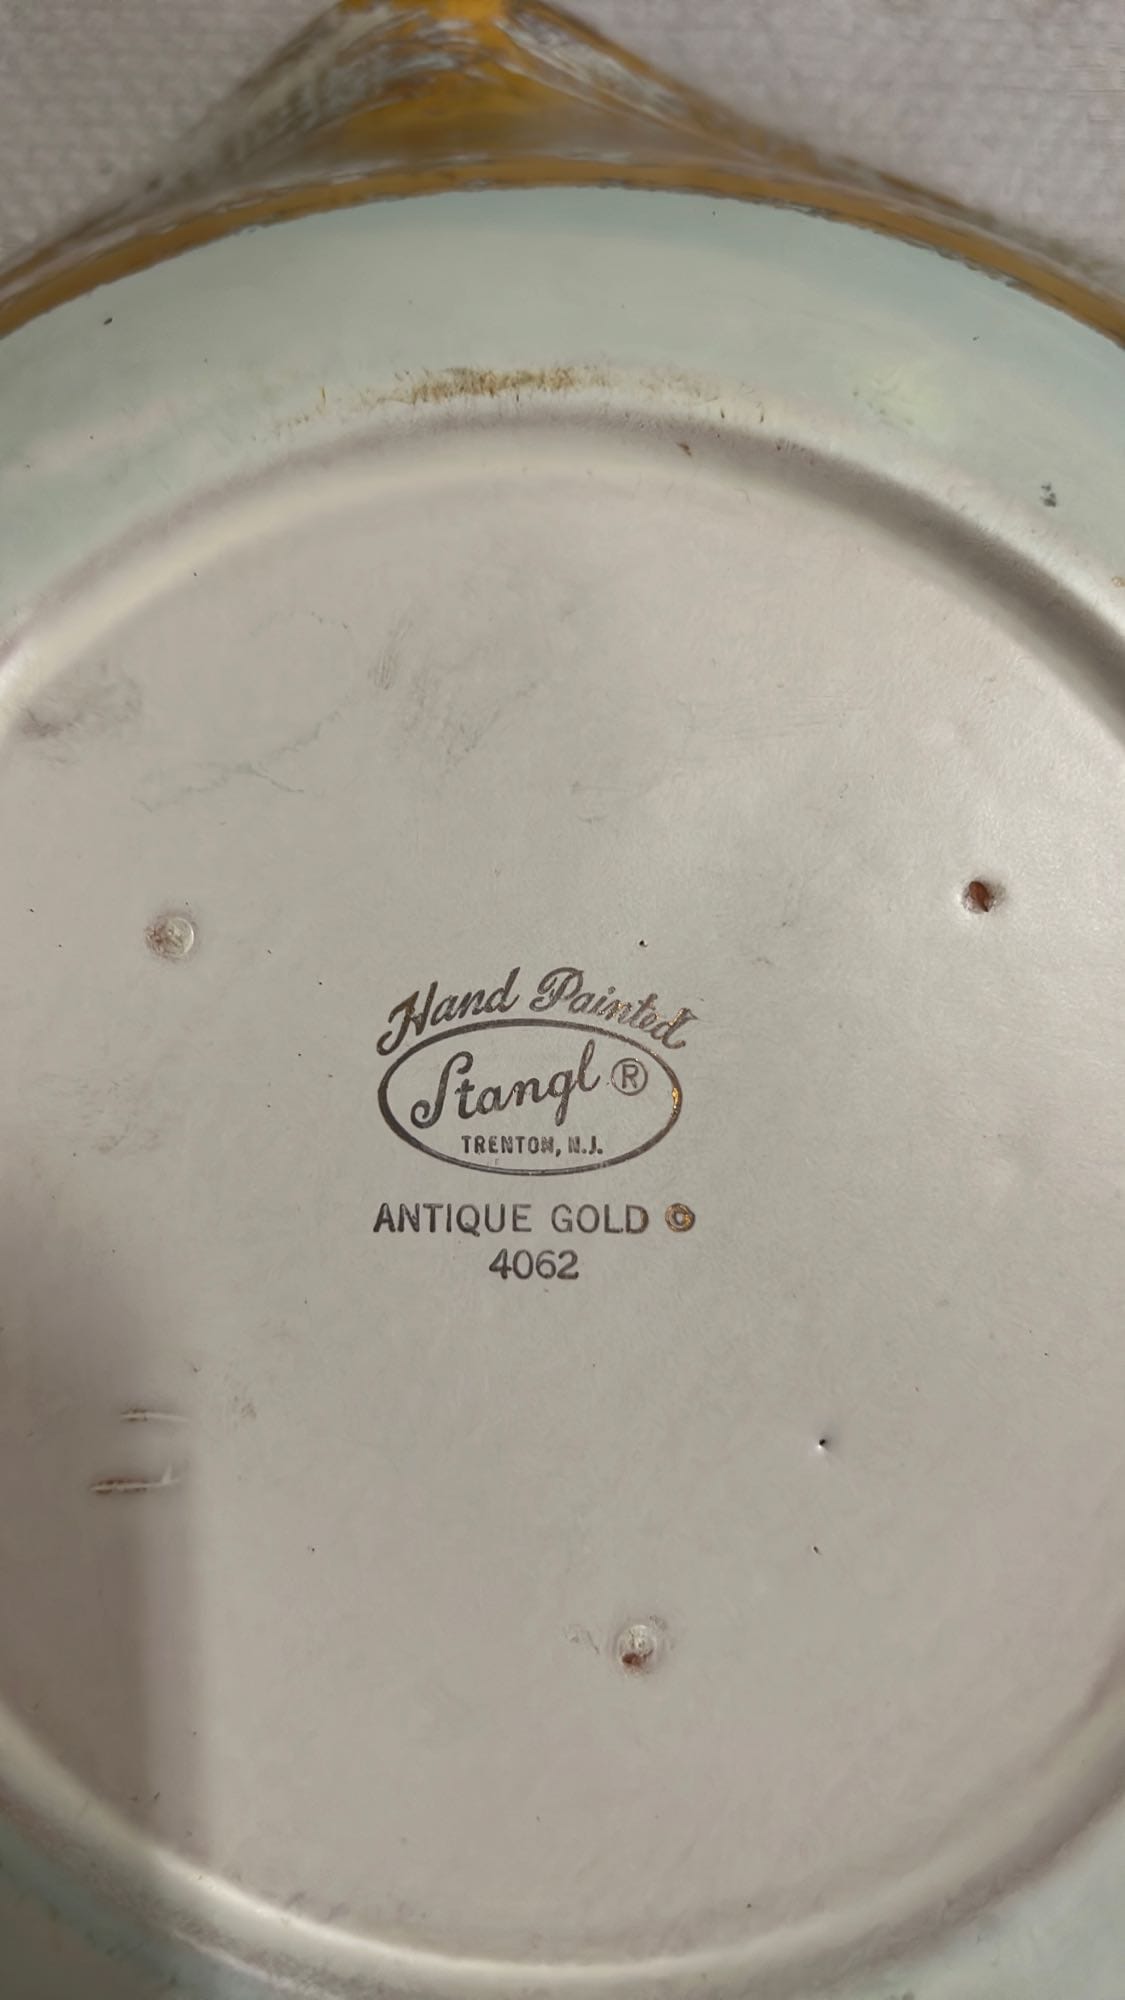 Hand Painted
Stangl ®
TRENTON, N.J.
ANTIQUE GOLD ©
4062